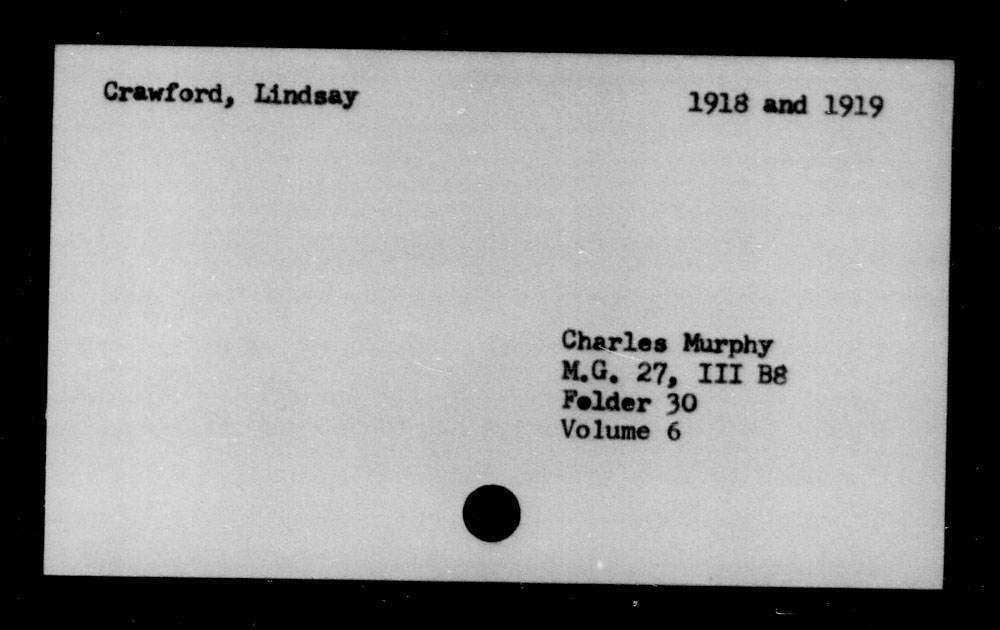 Crawford, Lindsay 1918 and 1919
Charles Murphy
M.G. 27, III B8
Folder 30
Volume 6